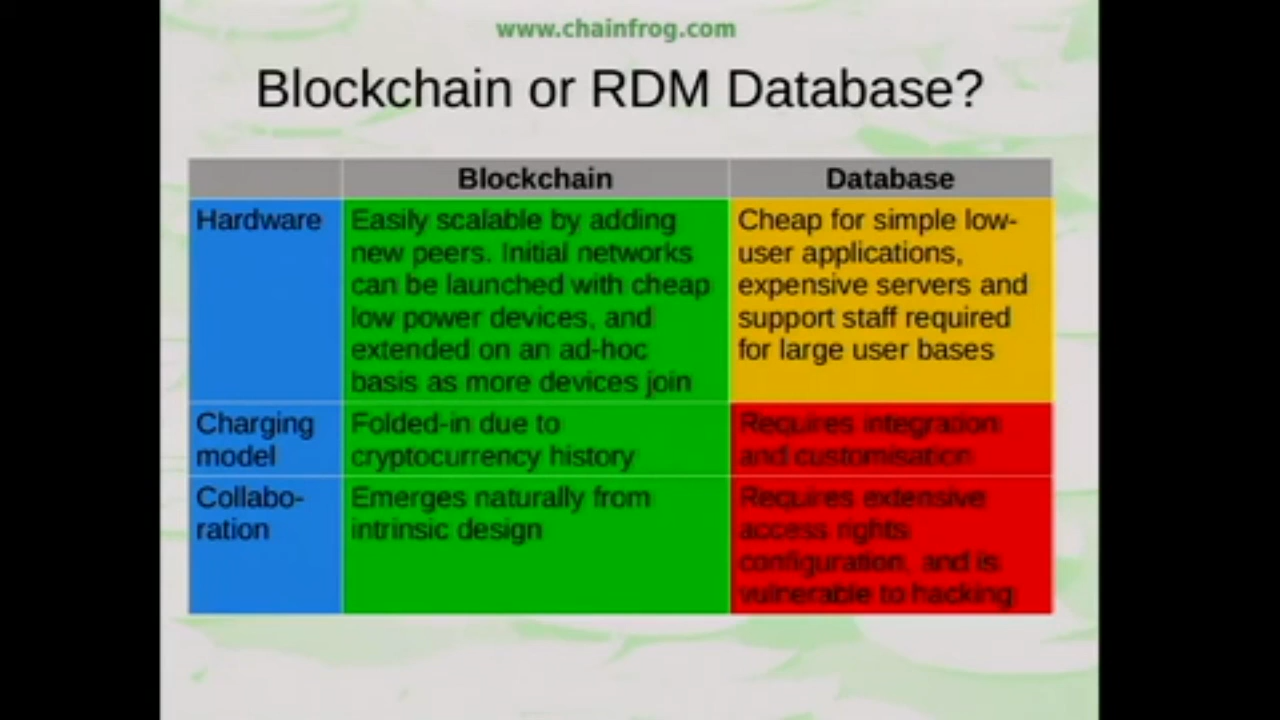 www.chainfrog.com
Blockchain or RDM Database?
Blockchain
Database
Hardware
Easily scalable by adding
new peers. Initial networks
can be launched with cheap
low power devices, and
extended on an ad-hoc
basis as more devices join
Cheap for simple low-
user applications,
expensive servers and
support staff required
for large user bases
Charging
model
Folded-in due to
cryptocurrency history
Requires integration
and customisation
Collabo-
ration
Emerges naturally from
intrinsic design
Requires extensive
access rights
configuration, and is
vulnerable to hacking